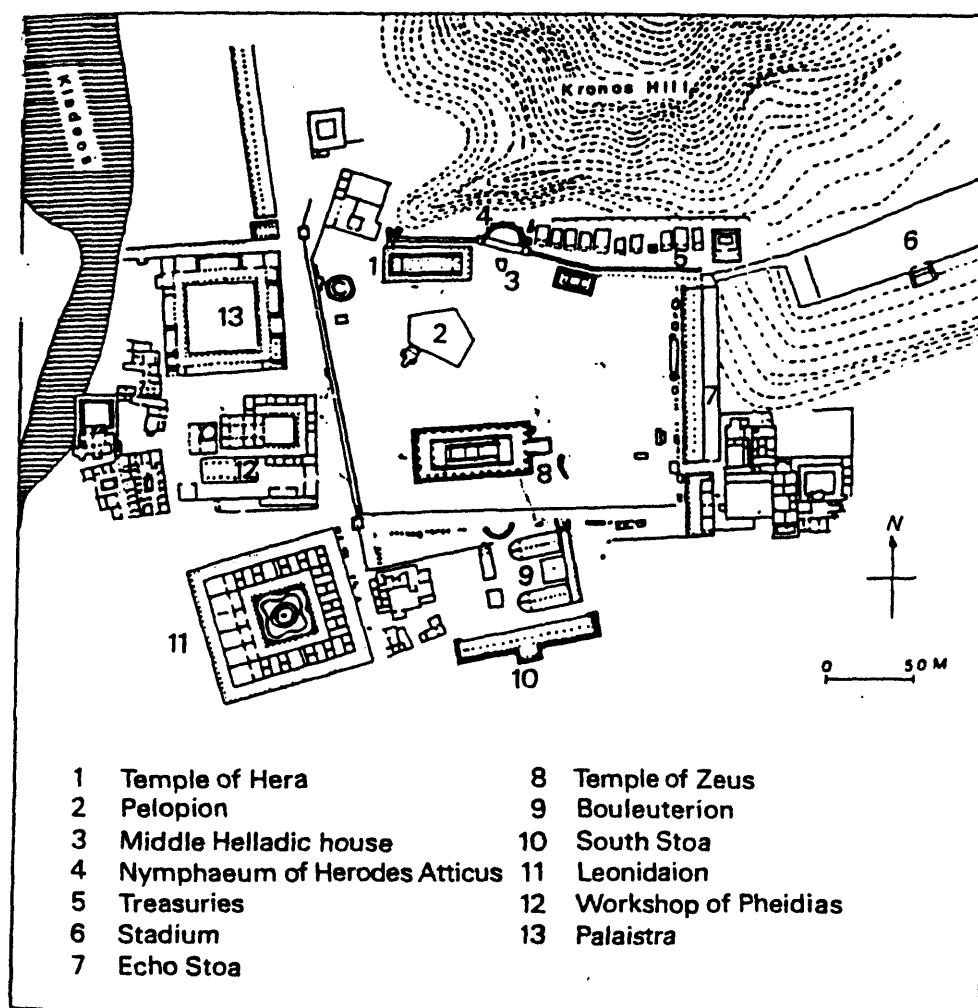 Kronos Hill
Kladeos
4
5
6
1
3
13
2
7
8
12
N
9
11
10
0 50 M
1 Temple of Hera
2 Pelopion
3 Middle Helladic house
4 Nymphaeum of Herodes Atticus
5 Treasuries
6 Stadium
7 Echo Stoa
8 Temple of Zeus
9 Bouleuterion
10 South Stoa
11 Leonidaion
12 Workshop of Pheidias
13 Palaistra